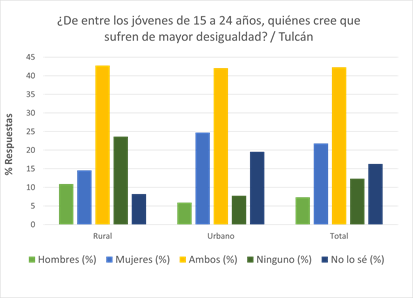 ¿De entre los jóvenes de 15 a 24 años, quiénes cree que
sufren de mayor desigualdad? / Tulcán
% Respuestas
45
40
35
30
25
20
15
10
5
0
Rural
Urbano
Total
Hombres (%)
Mujeres (%)
Ambos (%)
Ninguno (%)
No lo sé (%)